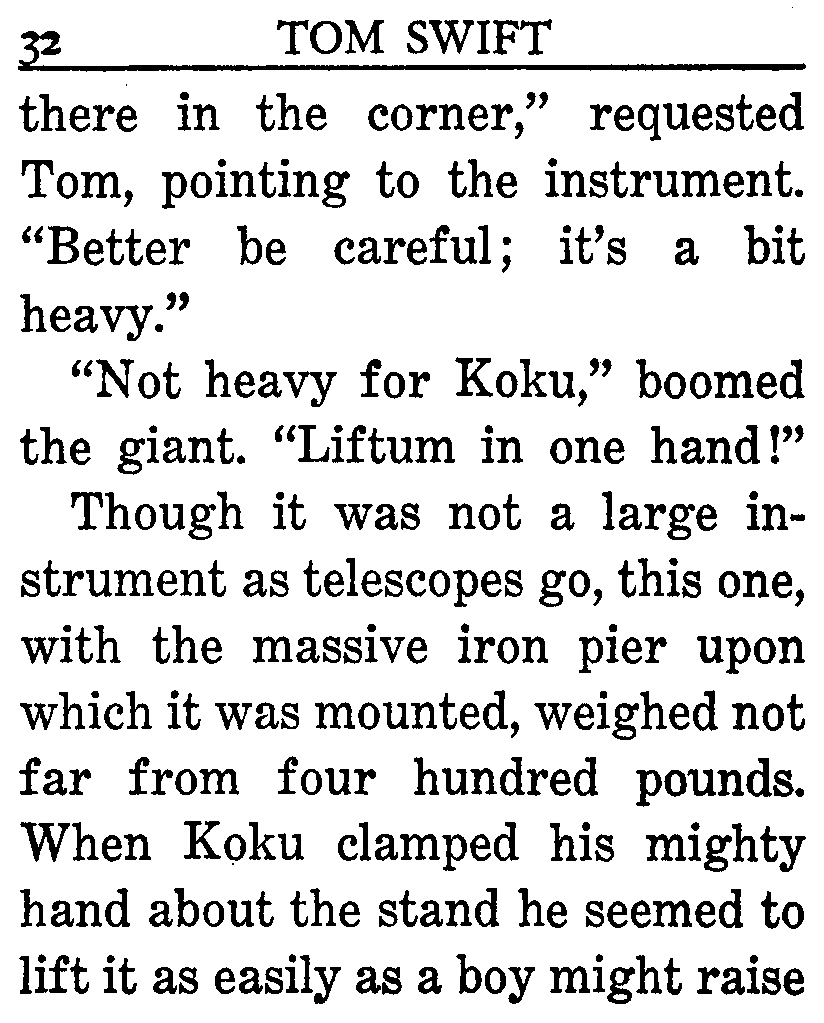 32 TOM SWIFT
there in the corner,” requested
Tom, pointing to the instrument.
“Better be careful; it’s a bit
heavy.”
“Not heavy for Koku,” boomed
the giant. “Liftum in one hand!”
Though it was not a large in-
strument as telescopes go, this one,
with the massive iron pier upon
which it was mounted, weighed not
far from four hundred pounds.
When Koku clamped his mighty
hand about the stand he seemed to
lift it as easily as a boy might raise